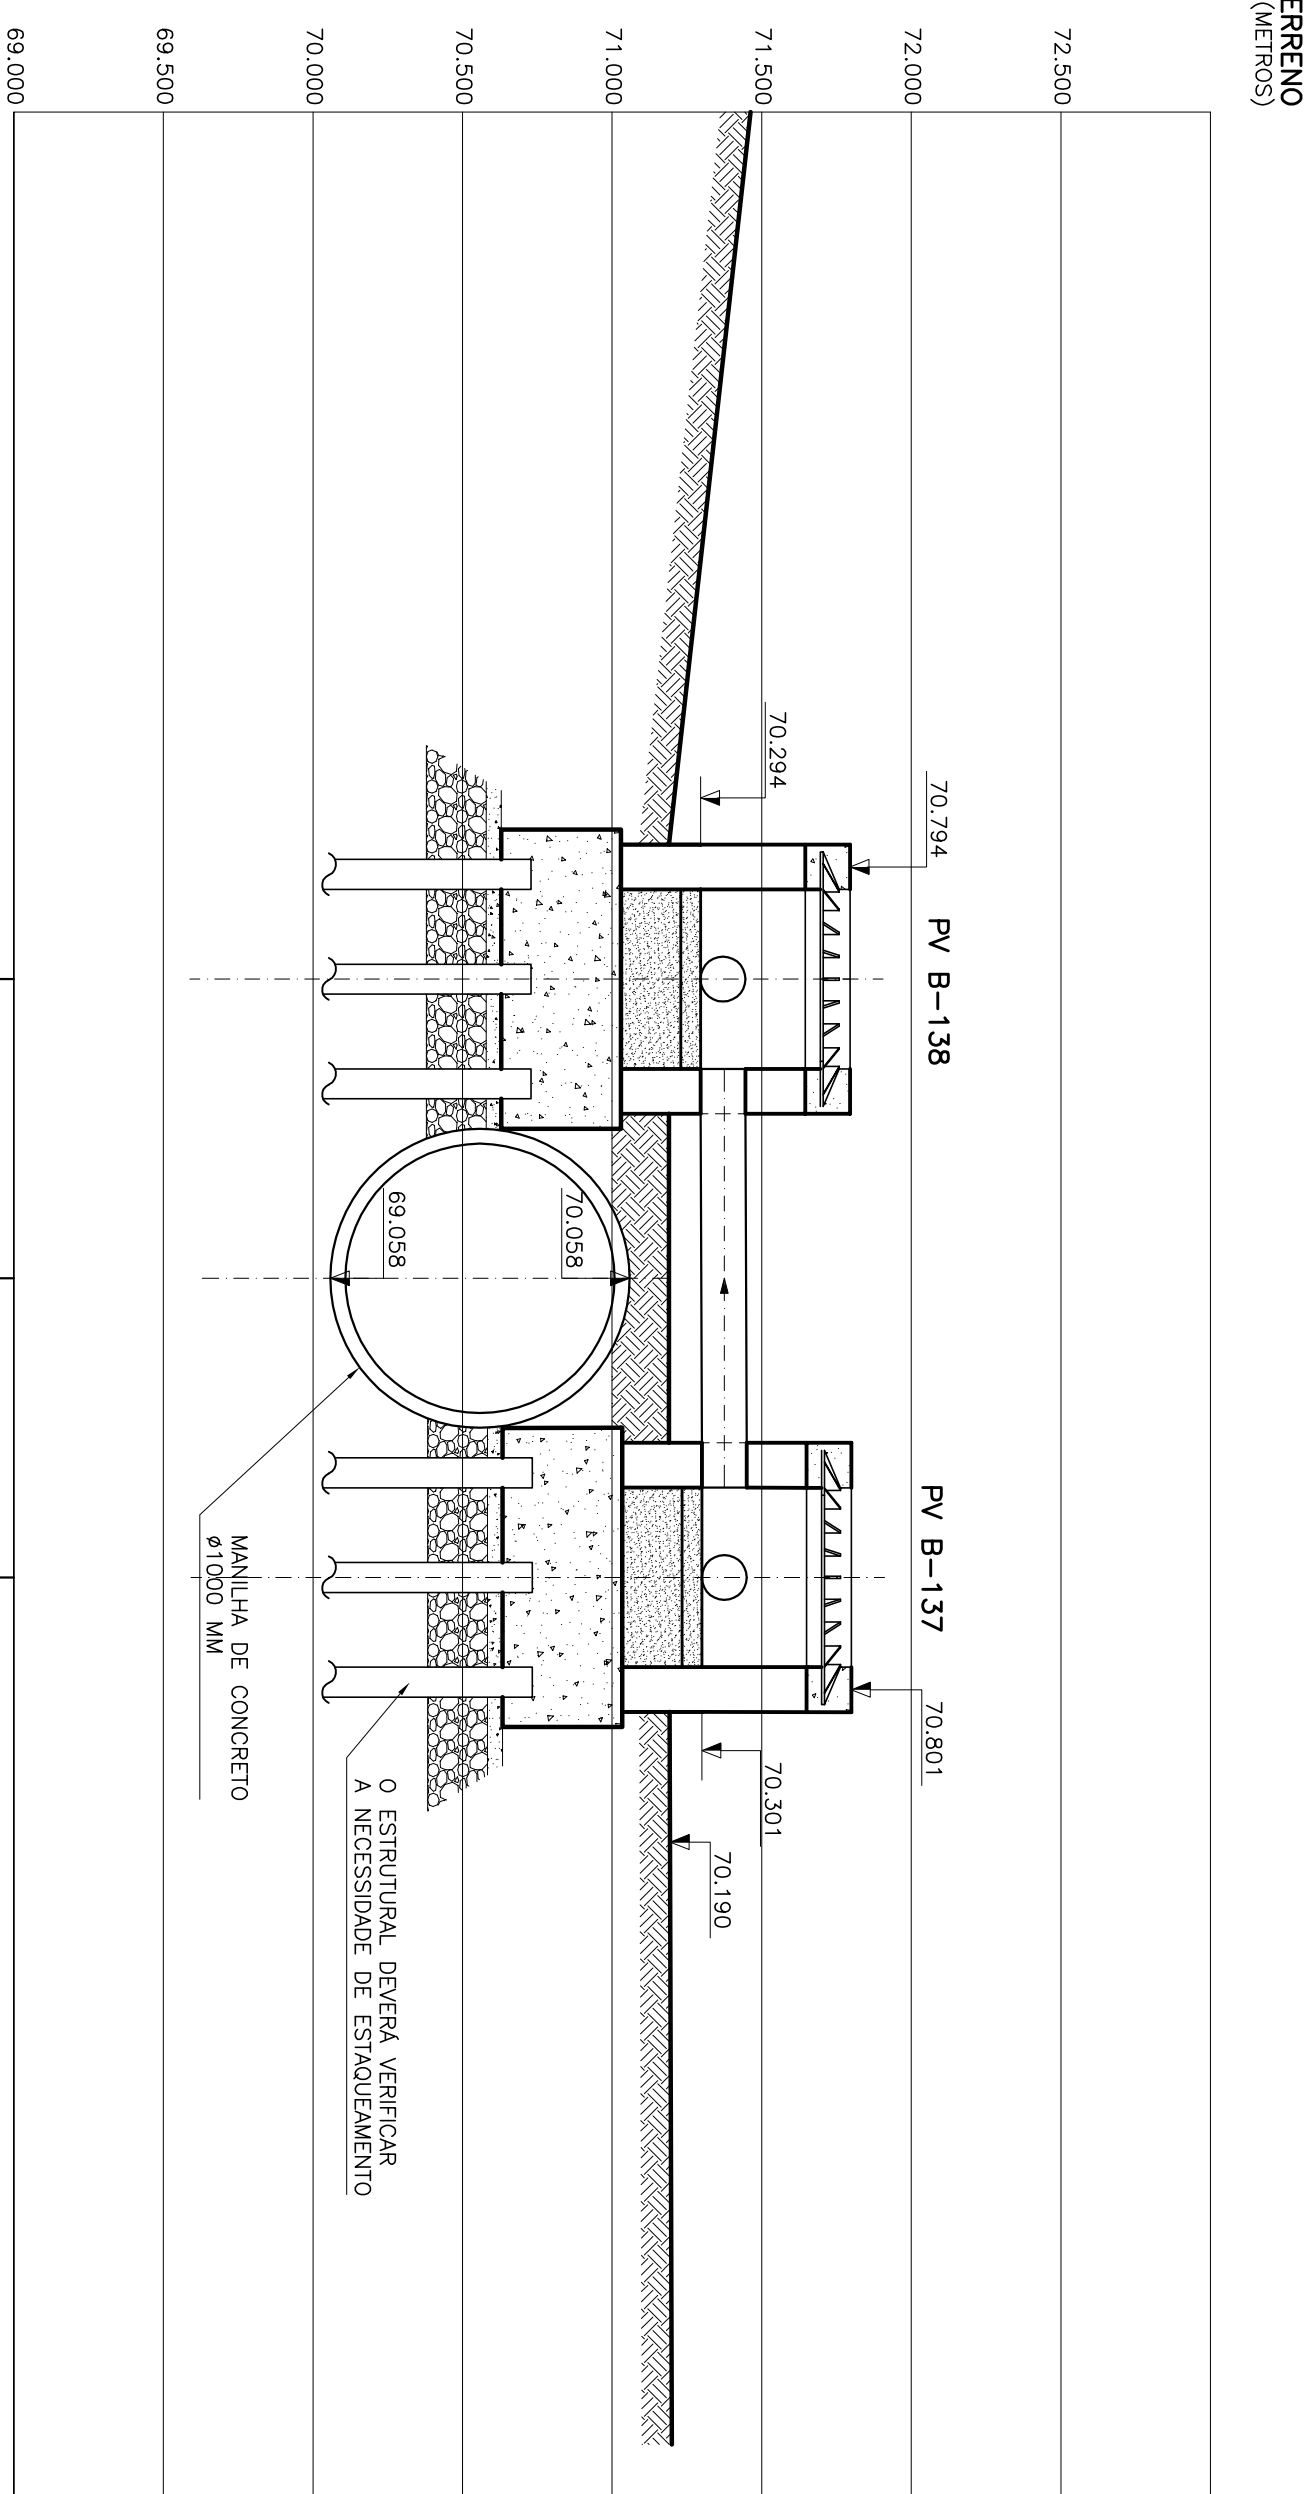 ERRENO
(METROS)
72.500
72.000
71.500
71.000
70.500
70.000
69.500
69.000
70.794
PV B-138
PV B-137
70.801
70.294
70.301
70.190
70.058
69.058
O ESTRUTURAL DEVERÁ VERIFICAR
A NECESSIDADE DE ESTAQUEAMENTO
MANILHA DE CONCRETO
ø1000 MM